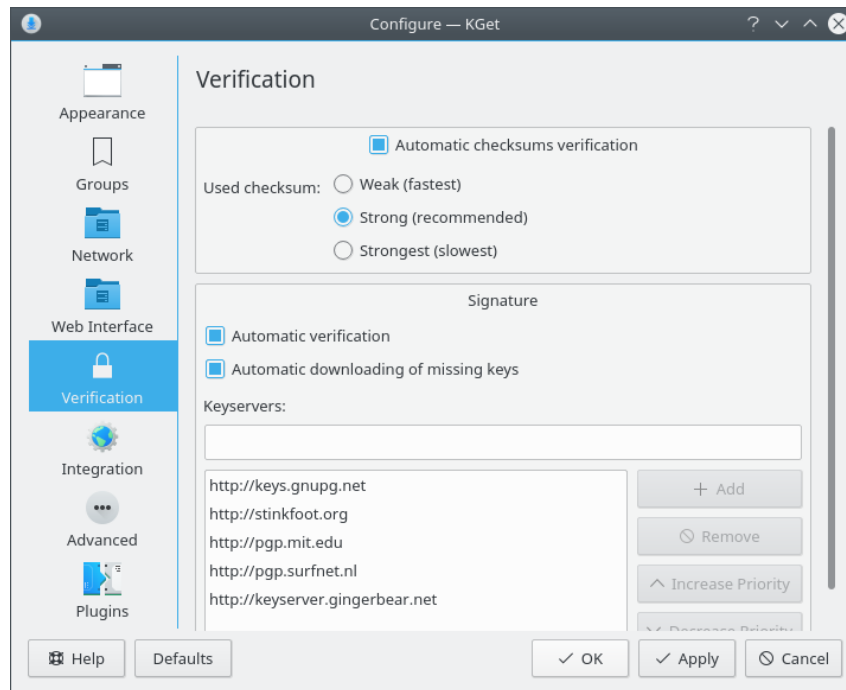 Configure — KGet
Appearance
Groups
Network
Web Interface
Verification
Integration
Advanced
Plugins
Verification
Automatic checksums verification
Used checksum:
Weak (fastest)
Strong (recommended)
Strongest (slowest)
Signature
Automatic verification
Automatic downloading of missing keys
Keyservers:
http://keys.gnupg.net
http://stinkfoot.org
http://pgp.mit.edu
http://pgp.surfnet.nl
http://keyserver.gingerbear.net
Add
Remove
Increase Priority
Decrease Priority
Help
Defaults
OK
Apply
Cancel